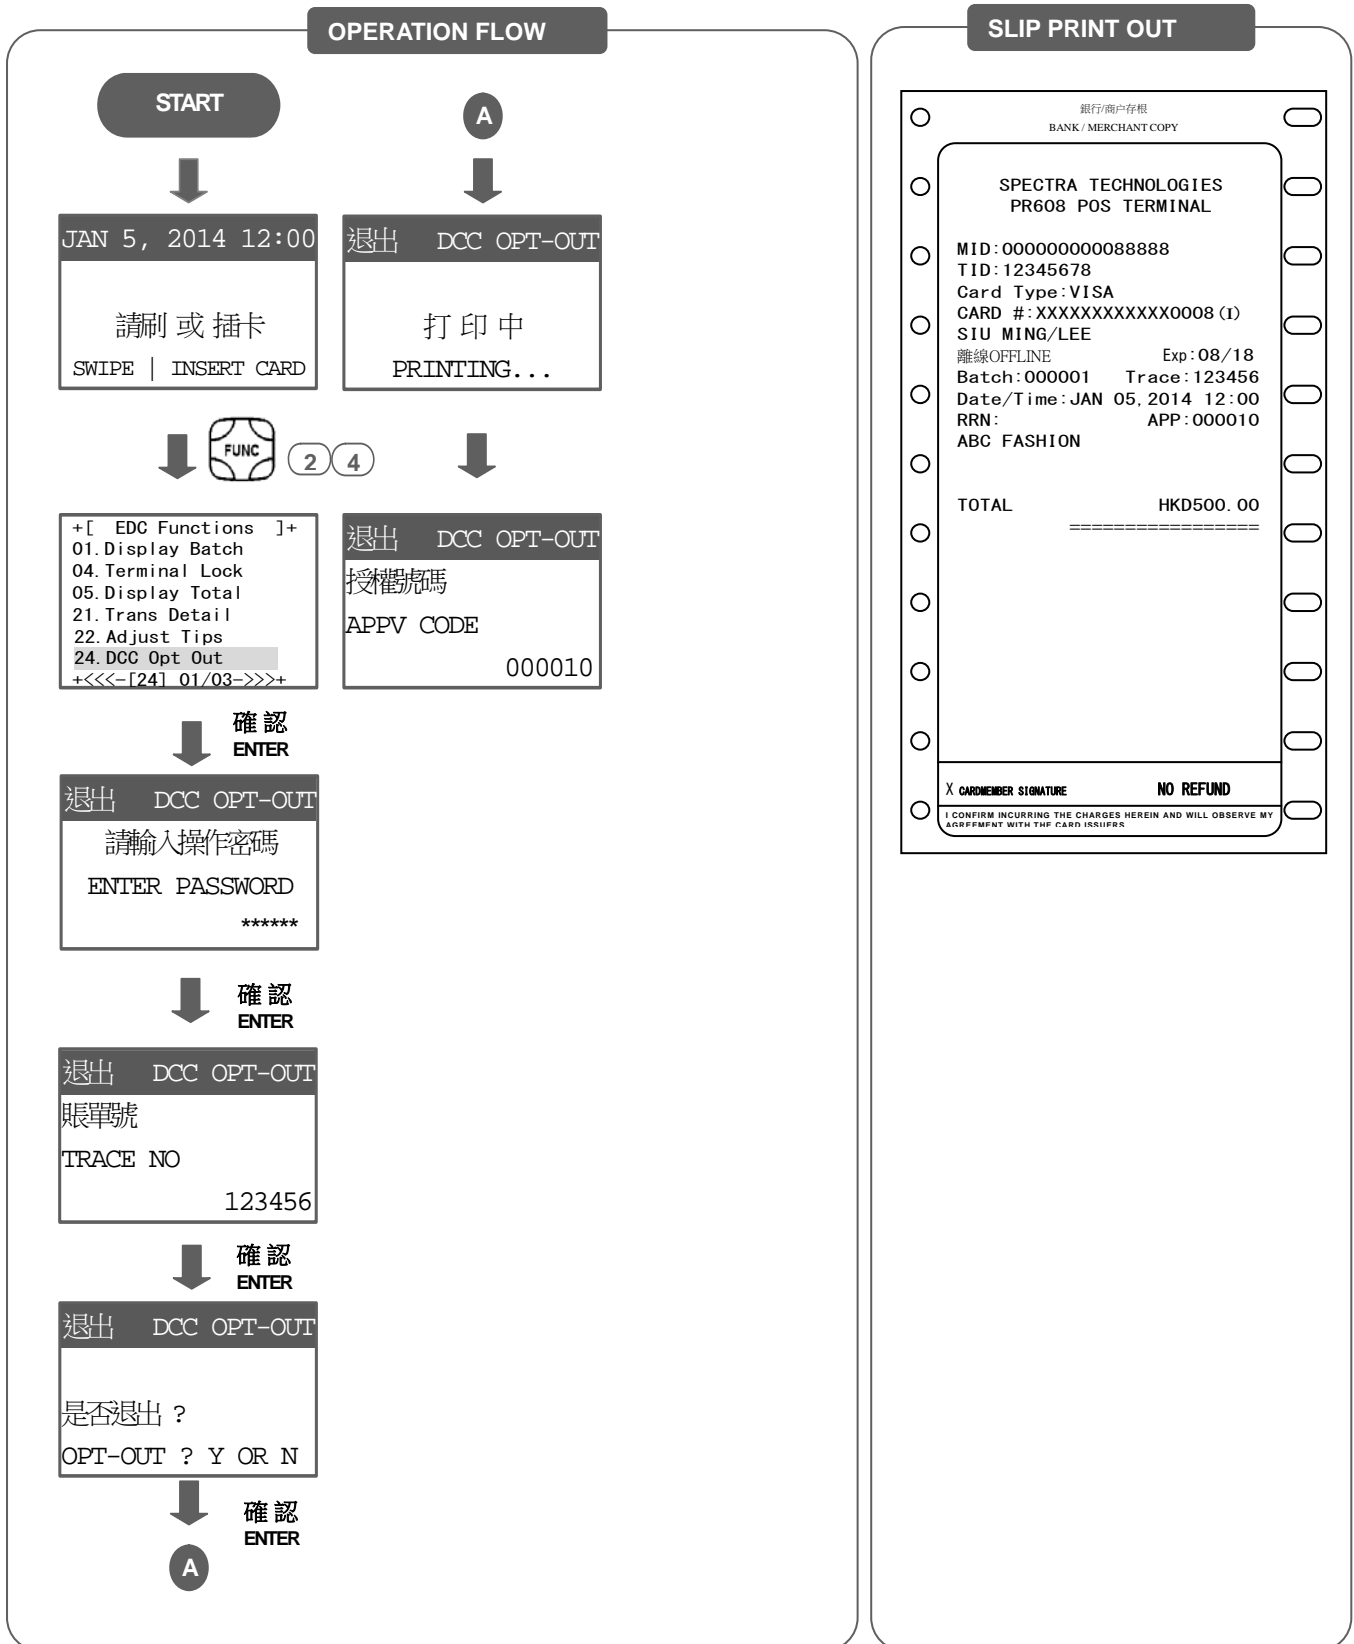 OPERATION FLOW
START
JAN 5, 2014 12:00
請刷 或 插卡
SWIPE | INSERT CARD
FUNC 2 4
+[ EDC Functions ]+
01.Display Batch
04.Terminal Lock
05.Display Total
21.Trans Detail
22.Adjust Tips
24.DCC Opt Out
+<<<-[24] 01/03->>>+
確認
ENTER
退出 DCC OPT-OUT
請輸入操作密碼
ENTER PASSWORD
******
確認
ENTER
退出 DCC OPT-OUT
賬單號
TRACE NO
123456
確認
ENTER
退出 DCC OPT-OUT
是否退出 ?
OPT-OUT ? Y OR N
確認
ENTER
A
A
退出 DCC OPT-OUT
打 印 中
PRINTING...
退出 DCC OPT-OUT
授權號碼
APPV CODE
000010
SLIP PRINT OUT
銀行/商户存根
BANK / MERCHANT COPY
SPECTRA TECHNOLOGIES
PR608 POS TERMINAL
MID:000000000088888
TID:12345678
Card Type:VISA
CARD #:XXXXXXXXXXXX0008(I)
SIU MING/LEE
離線OFFLINE Exp:08/18
Batch:000001 Trace:123456
Date/Time:JAN 05,2014 12:00
RRN: APP:000010
ABC FASHION
TOTAL HKD500.00
=================
X CARDMEMBER SIGNATURE NO REFUND
I CONFIRM INCURRING THE CHARGES HEREIN AND WILL OBSERVE MY
AGREEMENT WITH THE CARD ISSUERS